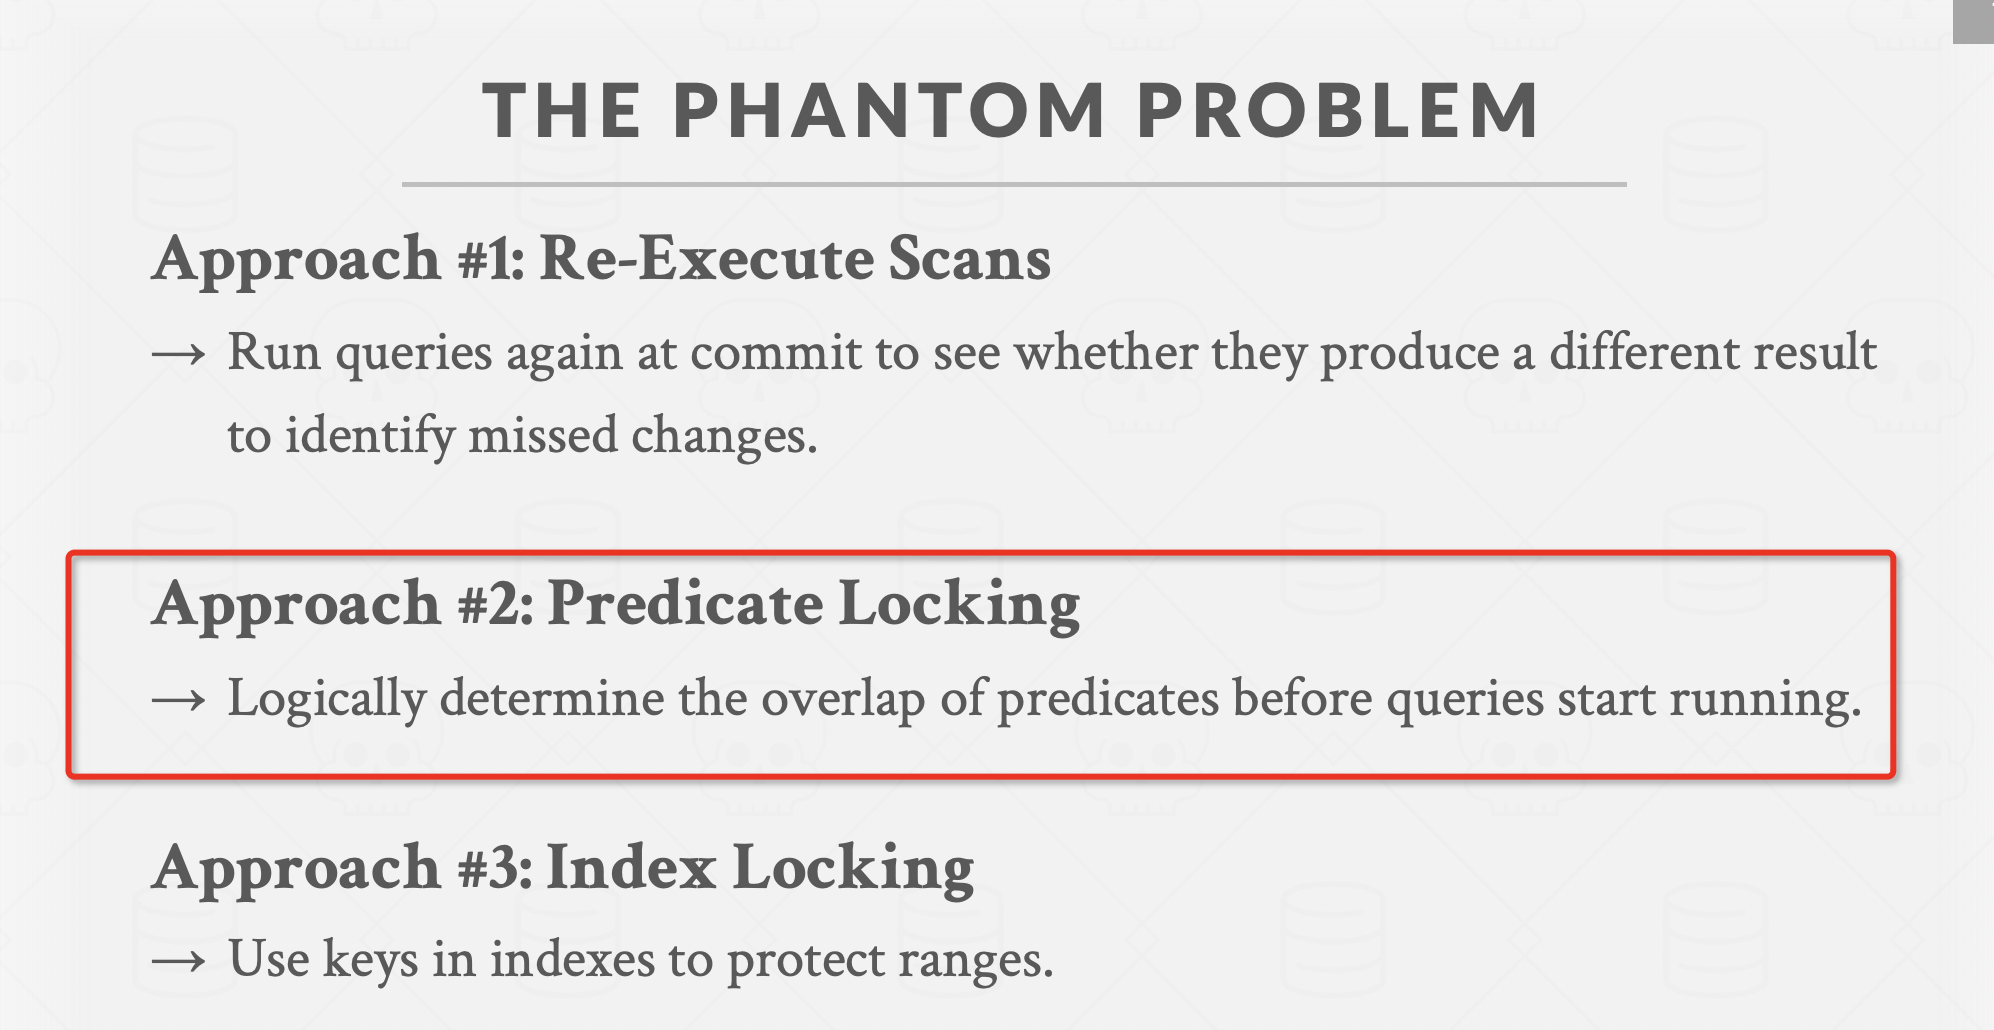 THE PHANTOM PROBLEM
Approach #1: Re-Execute Scans
→ Run queries again at commit to see whether they produce a different result
to identify missed changes.
Approach #2: Predicate Locking
→ Logically determine the overlap of predicates before queries start running.
Approach #3: Index Locking
→ Use keys in indexes to protect ranges.